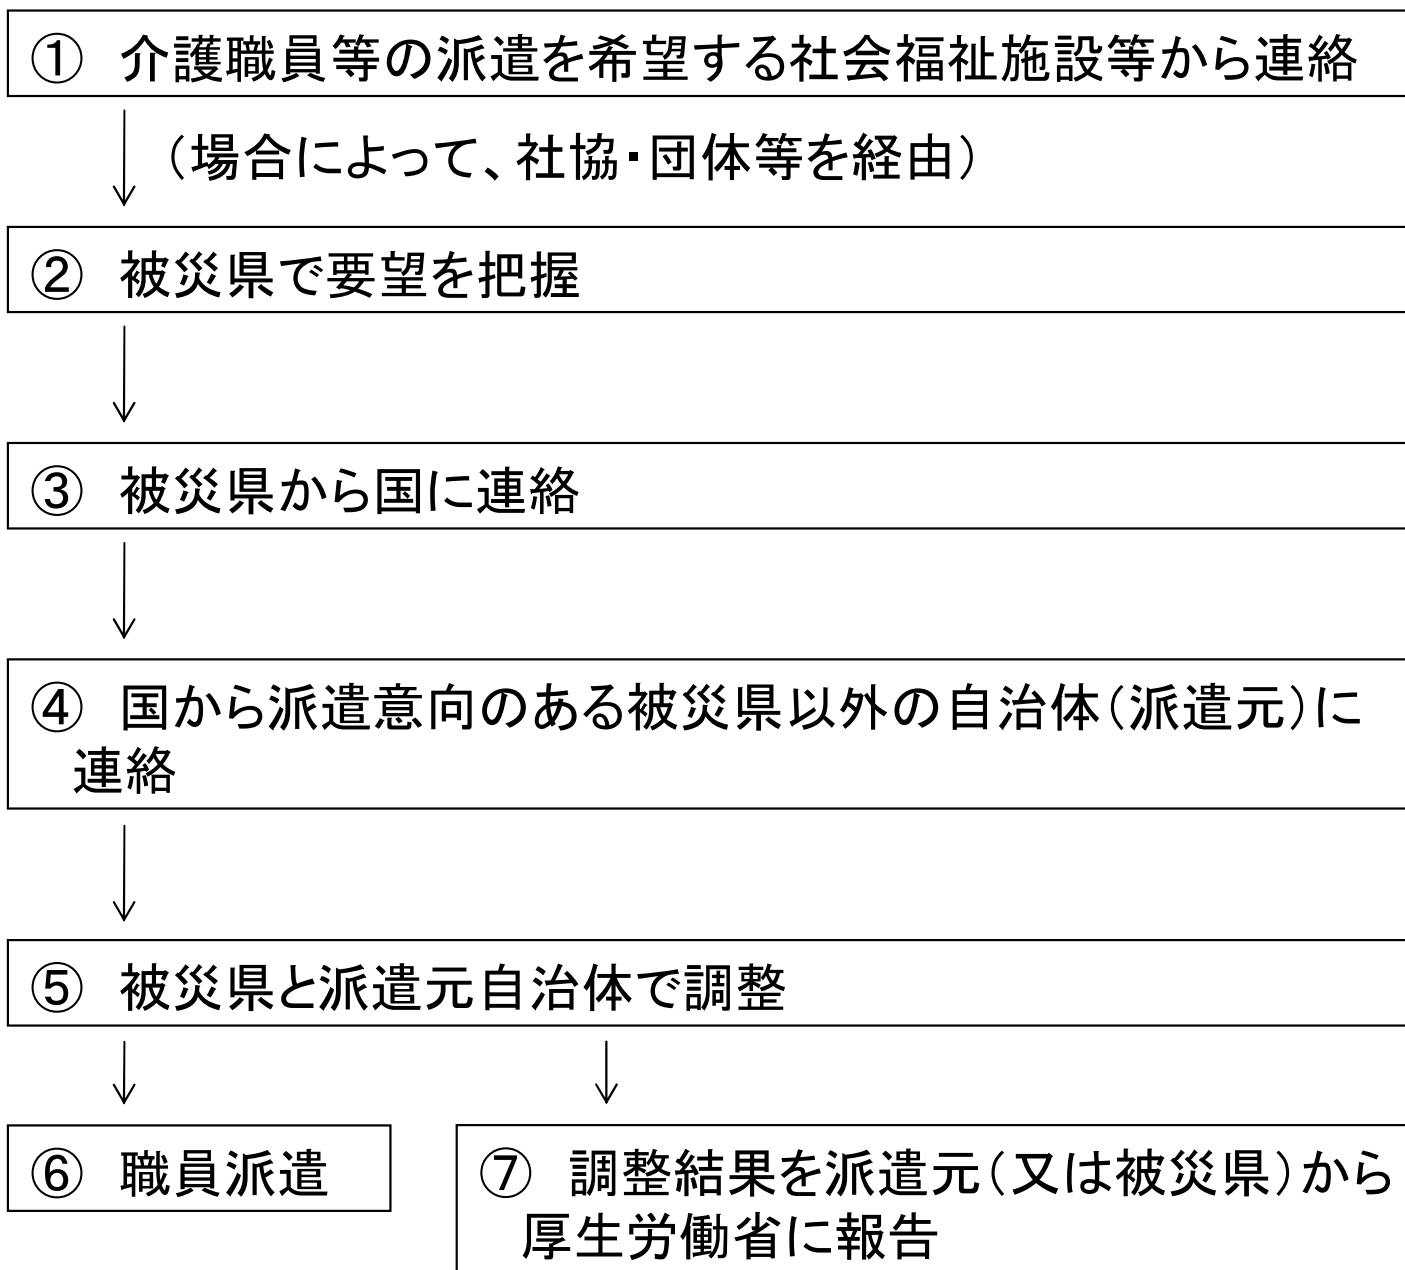 ① 介護職員等の派遣を希望する社会福祉施設等から連絡
（場合によって、社協・団体等を経由）
② 被災県で要望を把握
③ 被災県から国に連絡
④ 国から派遣意向のある被災県以外の自治体（派遣元）に
連絡
⑤ 被災県と派遣元自治体で調整
⑥ 職員派遣
⑦ 調整結果を派遣元（又は被災県）から
厚生労働省に報告